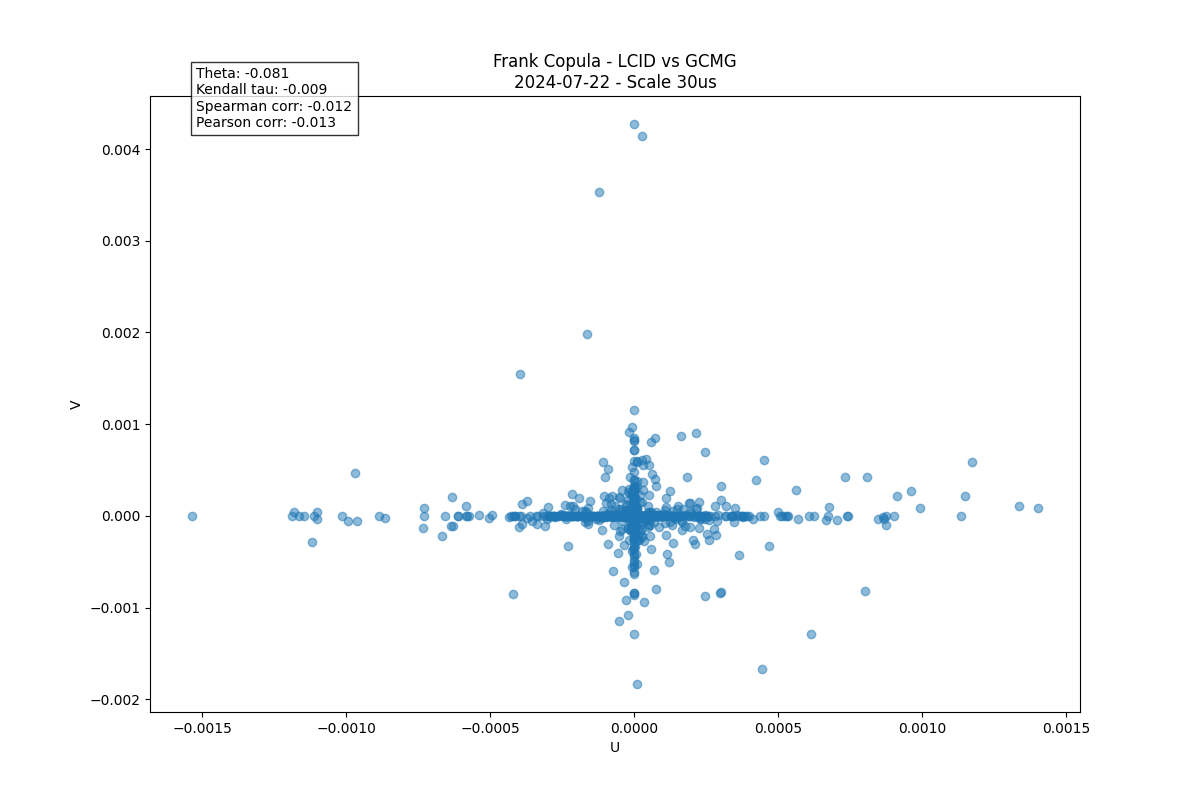 Frank Copula - LCID vs GCMG
2024-07-22 - Scale 30us
Theta: -0.081
Kendall tau: -0.009
Spearman corr: -0.012
Pearson corr: -0.013
0.004
0.003
0.002
0.001
0.000
−0.001
−0.002
V
−0.0015 −0.0010 −0.0005 0.0000 0.0005 0.0010 0.0015
U